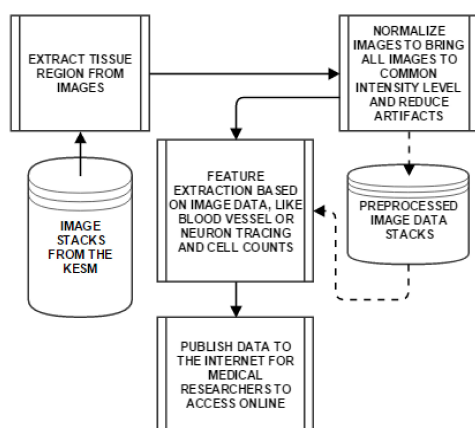 EXTRACT TISSUE
REGION FROM
IMAGES
NORMALIZE
IMAGES TO BRING
ALL IMAGES TO
COMMON
INTENSITY LEVEL
AND REDUCE
ARTIFACTS
FEATURE
EXTRACTION BASED
ON IMAGE DATA, LIKE
BLOOD VESSEL OR
NEURON TRACING
AND CELL COUNTS
IMAGE
STACKS
FROM THE
KESM
PREPROCESSED
IMAGE DATA
STACKS
PUBLISH DATA TO
THE INTERNET FOR
MEDICAL
RESEARCHERS TO
ACCESS ONLINE